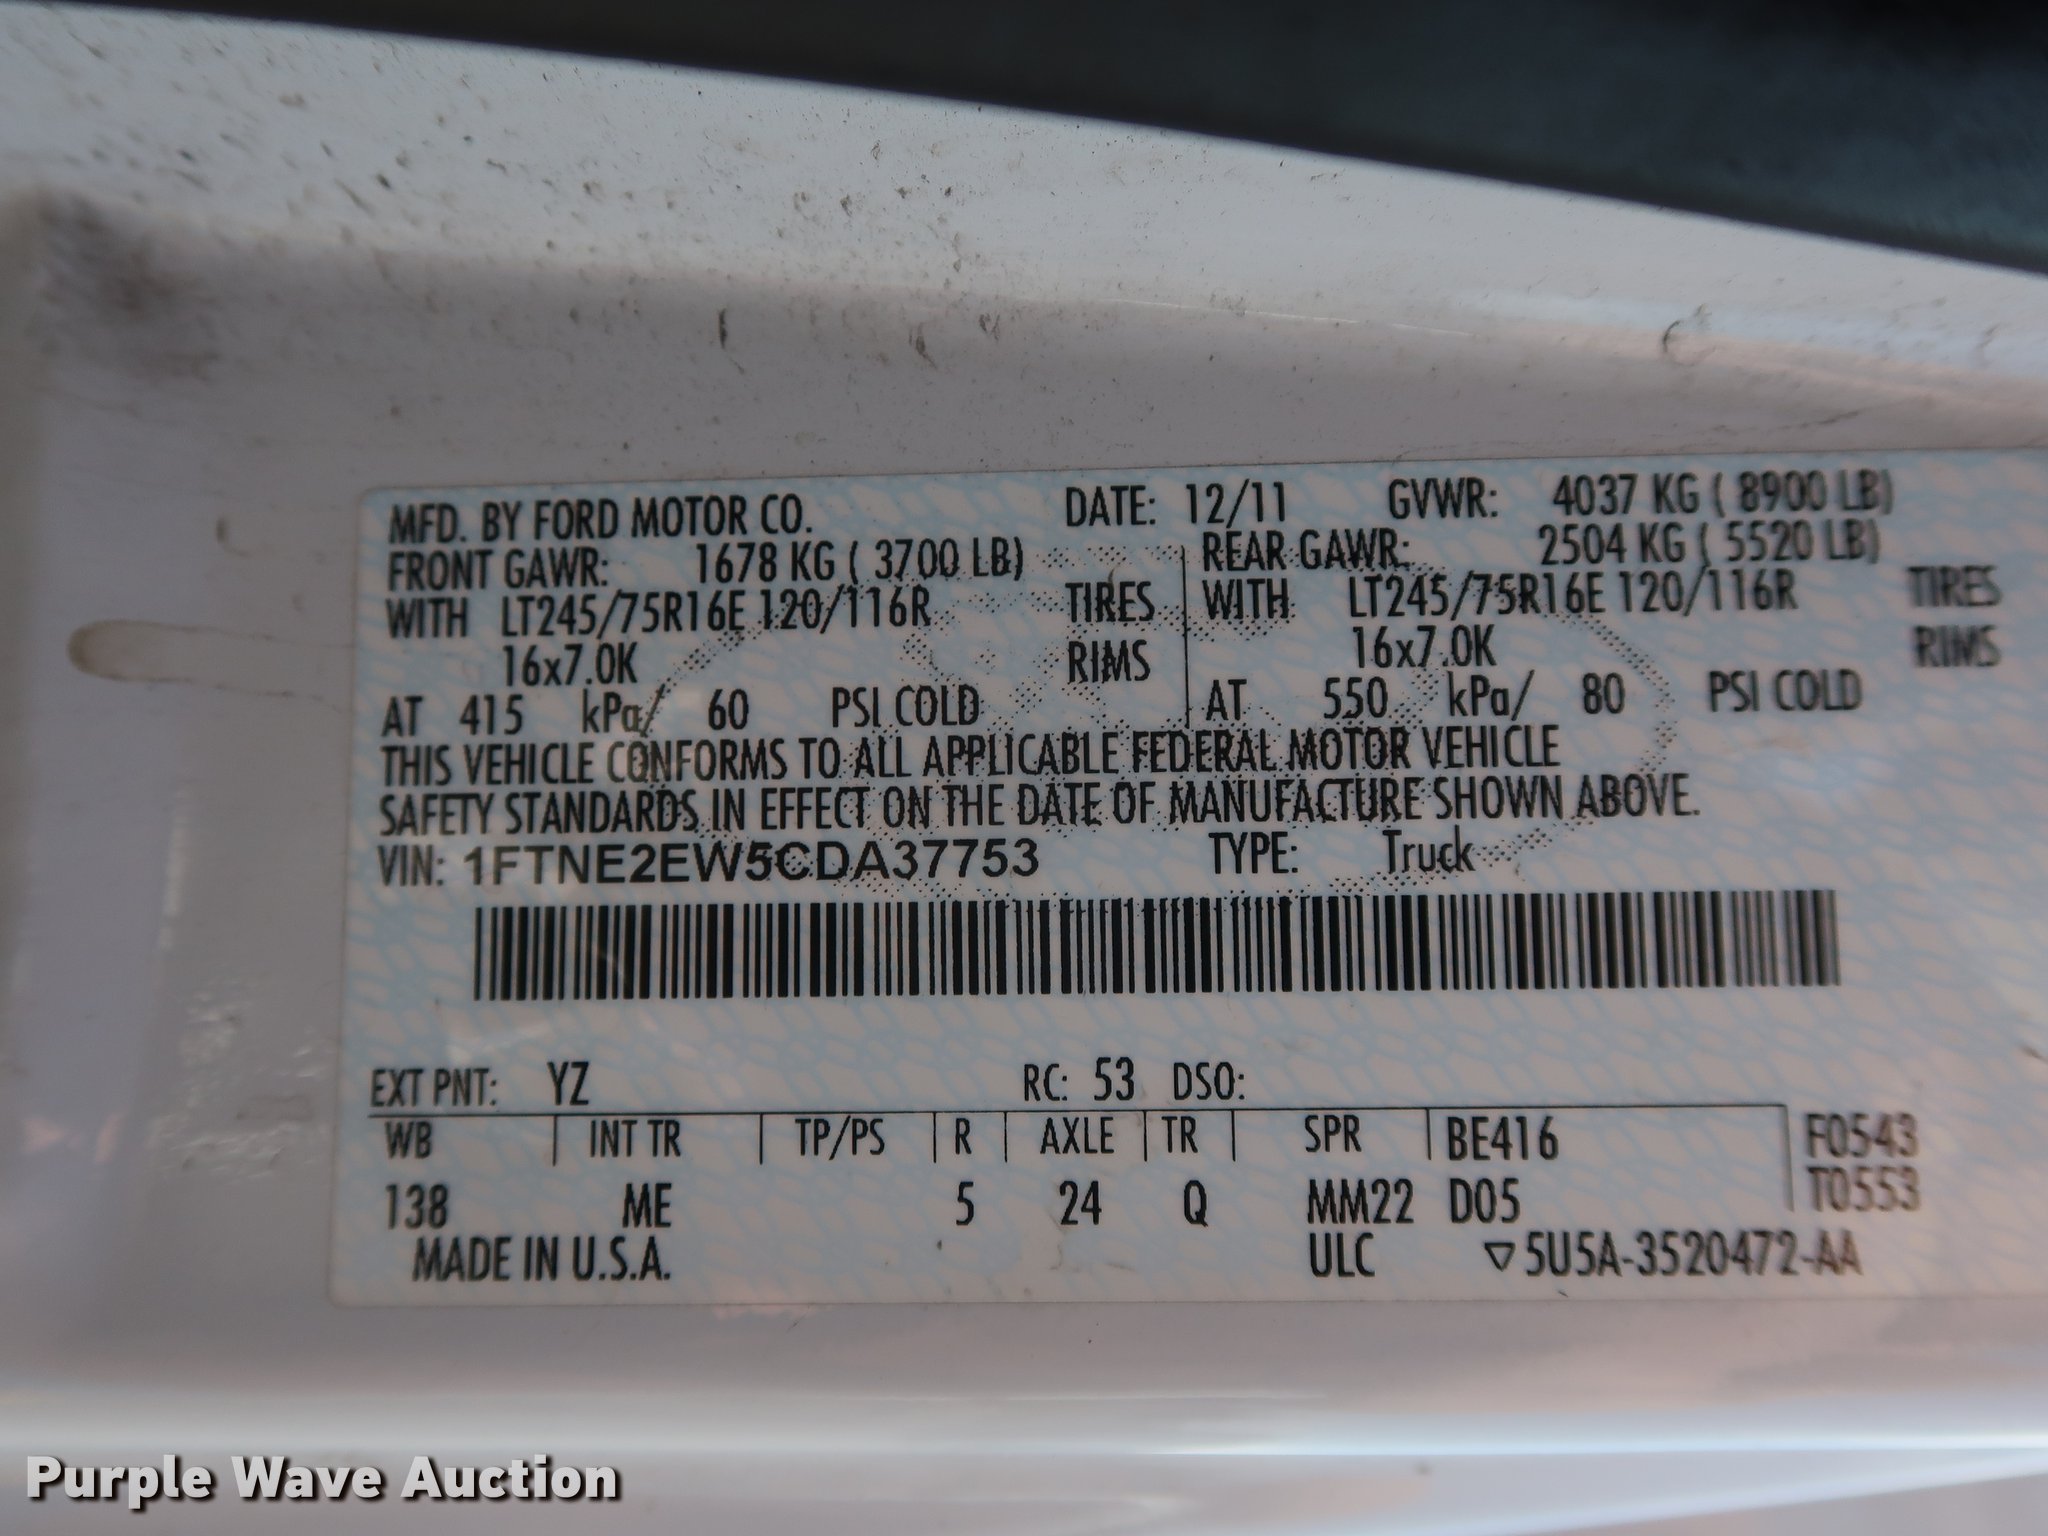 MFD. BY FORD MOTOR CO. DATE: 12/11 GVWR: 4037 KG ( 8900 LB)
FRONT GAWR: 1678 KG ( 3700 LB) REAR GAWR: 2504 KG ( 5520 LB)
WITH LT245/75R16E 120/116R TIRES WITH LT245/75R16E 120/116R TIRES
16x7.0K RIMS 16x7.0K RIMS
AT 415 kPa/ 60 PSI COLD AT 550 kPa/ 80 PSI COLD
THIS VEHICLE CONFORMS TO ALL APPLICABLE FEDERAL MOTOR VEHICLE
SAFETY STANDARDS IN EFFECT ON THE DATE OF MANUFACTURE SHOWN ABOVE.
VIN: 1FTNE2EW5CDA37753 TYPE: Truck
EXT PNT: YZ RC: 53 DSO:
WB INT TR TP/PS R AXLE TR SPR BE416 F0543
138 ME 5 24 Q MM22 D05 T0553
MADE IN U.S.A. ULC ▽5U5A-3520472-AA
Purple Wave Auction